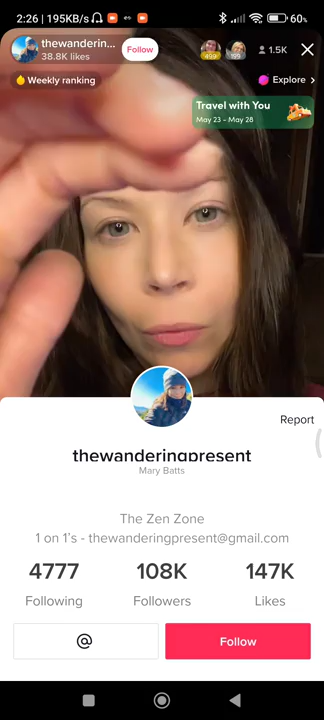 2:26 | 195KB/s
60%
thewanderin...
38.8K likes
Follow
499
199
1.5K
Weekly ranking
Explore >
Travel with You
May 23 – May 28
Report
thewanderingpresent
Mary Batts
The Zen Zone
1 on 1's - thewanderingpresent@gmail.com
4777 108K 147K
Following Followers Likes
@ Follow